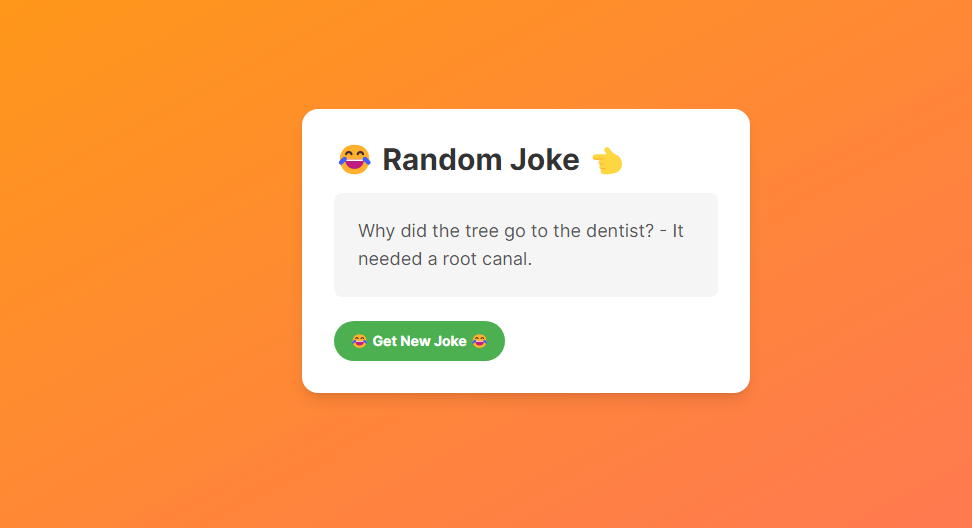 😂 Random Joke 👈
Why did the tree go to the dentist? - It
needed a root canal.
😂 Get New Joke 😂